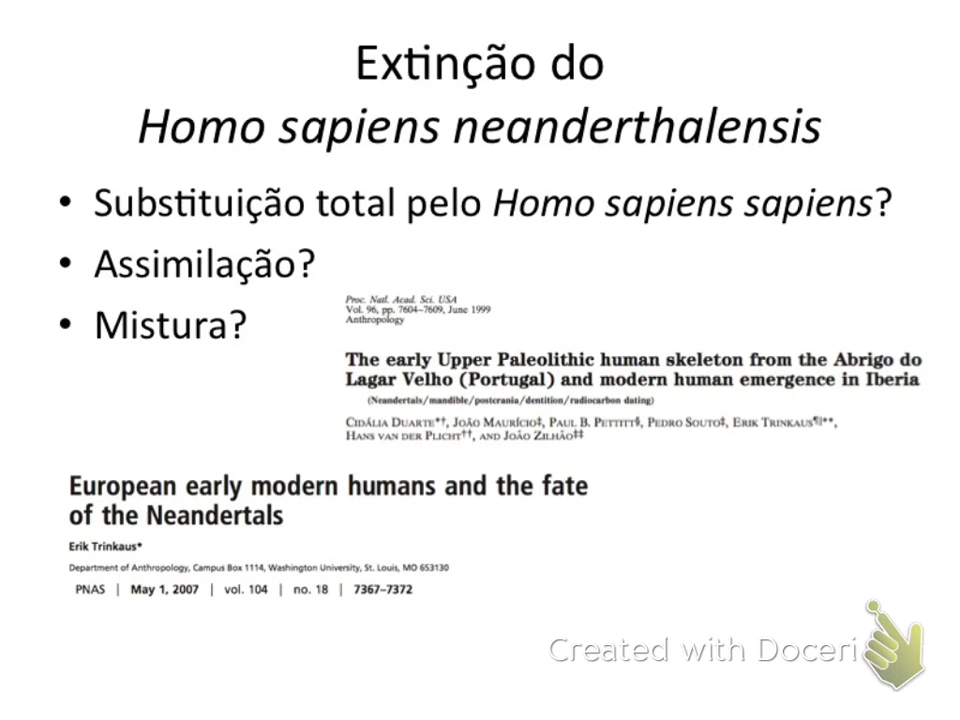 Extinção do
Homo sapiens neanderthalensis
• Substituição total pelo Homo sapiens sapiens?
• Assimilação?
• Mistura?
Proc. Natl. Acad. Sci. USA
Vol. 96, pp. 7604–7609, June 1999
Anthropology
The early Upper Paleolithic human skeleton from the Abrigo do
Lagar Velho (Portugal) and modern human emergence in Iberia
(Neandertals/mandible/postcrania/dentition/radiocarbon dating)
CIDÁLIA DUARTE*†, JOÃO MAURÍCIO‡, PAUL B. PETTITT§, PEDRO SOUTO‡, ERIK TRINKAUS¶||**,
HANS VAN DER PLICHT††, AND JOÃO ZILHÃO‡‡
European early modern humans and the fate
of the Neandertals
Erik Trinkaus*
Department of Anthropology, Campus Box 1114, Washington University, St. Louis, MO 653130
PNAS | May 1, 2007 | vol. 104 | no. 18 | 7367–7372
Created with Doceri